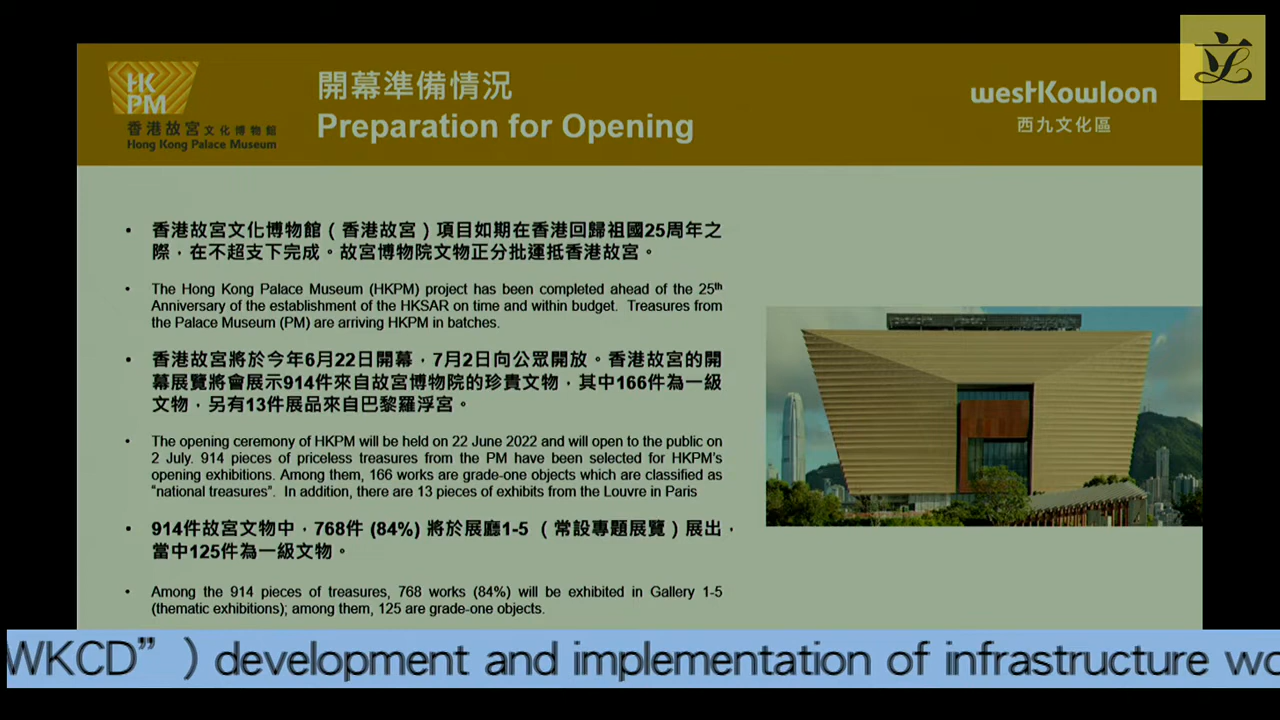 HK
PM
香港故宮文化博物館
Hong Kong Palace Museum
開幕準備情況
Preparation for Opening
westKowloon
西九文化區
立
• 香港故宮文化博物館（香港故宮）項目如期在香港回歸祖國25周年之
際，在不超支下完成。故宮博物院文物正分批運抵香港故宮。
• The Hong Kong Palace Museum (HKPM) project has been completed ahead of the 25th
Anniversary of the establishment of the HKSAR on time and within budget. Treasures from
the Palace Museum (PM) are arriving HKPM in batches.
• 香港故宮將於今年6月22日開幕，7月2日向公眾開放。香港故宮的開
幕展覽將會展示914件來自故宮博物院的珍貴文物，其中166件為一級
文物，另有13件展品來自巴黎羅浮宮。
• The opening ceremony of HKPM will be held on 22 June 2022 and will open to the public on
2 July. 914 pieces of priceless treasures from the PM have been selected for HKPM's
opening exhibitions. Among them, 166 works are grade-one objects which are classified as
“national treasures”. In addition, there are 13 pieces of exhibits from the Louvre in Paris
• 914件故宮文物中，768件 (84%) 將於展廳1-5 （常設專題展覽）展出，
當中125件為一級文物。
• Among the 914 pieces of treasures, 768 works (84%) will be exhibited in Gallery 1-5
(thematic exhibitions); among them, 125 are grade-one objects.
WKCD”) development and implementation of infrastructure wo